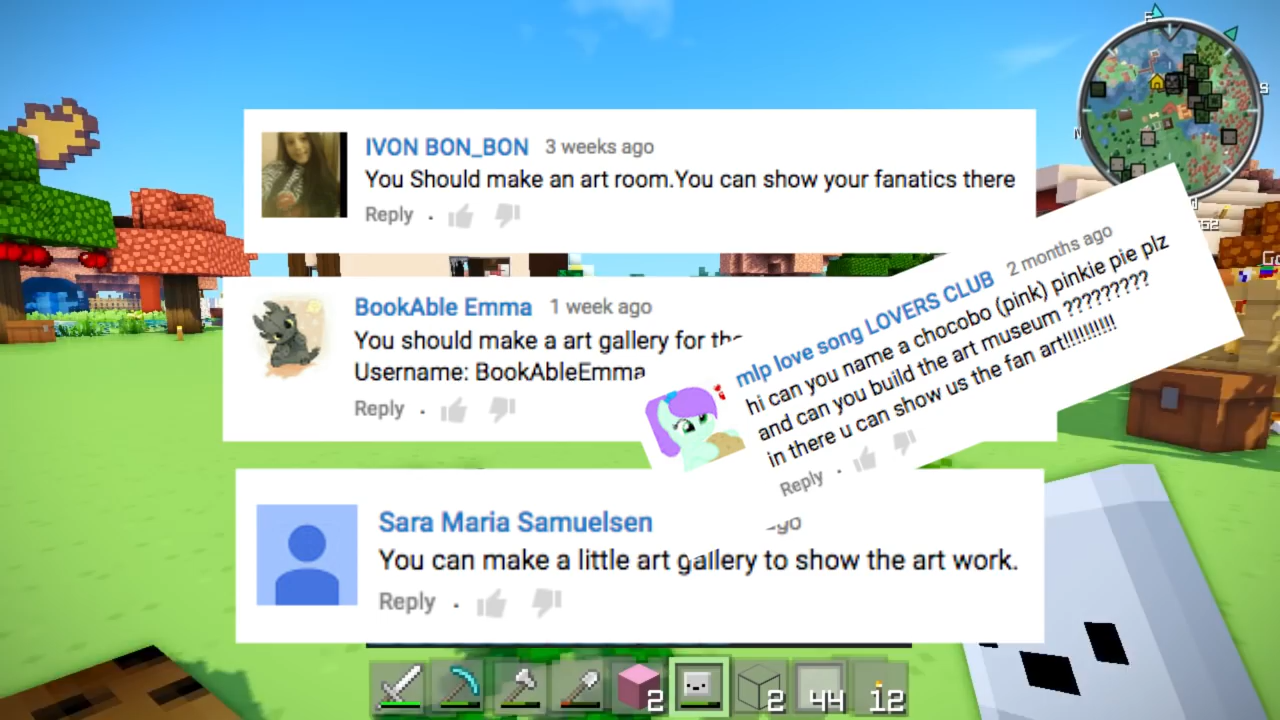 IVON BON_BON 3 weeks ago
You Should make an art room.You can show your fanatics there
Reply
BookAble Emma 1 week ago
You should make a art gallery for the
Username: BookAbleEmma
Reply
mlp love song LOVERS CLUB 2 months ago
hi can you name a chocobo (pink) pinkie pie plz
and can you build the art museum ?????????
in there u can show us the fan art!!!!!!!!!!
Reply
Sara Maria Samuelsen
You can make a little art gallery to show the art work.
Reply
2
2
44
12